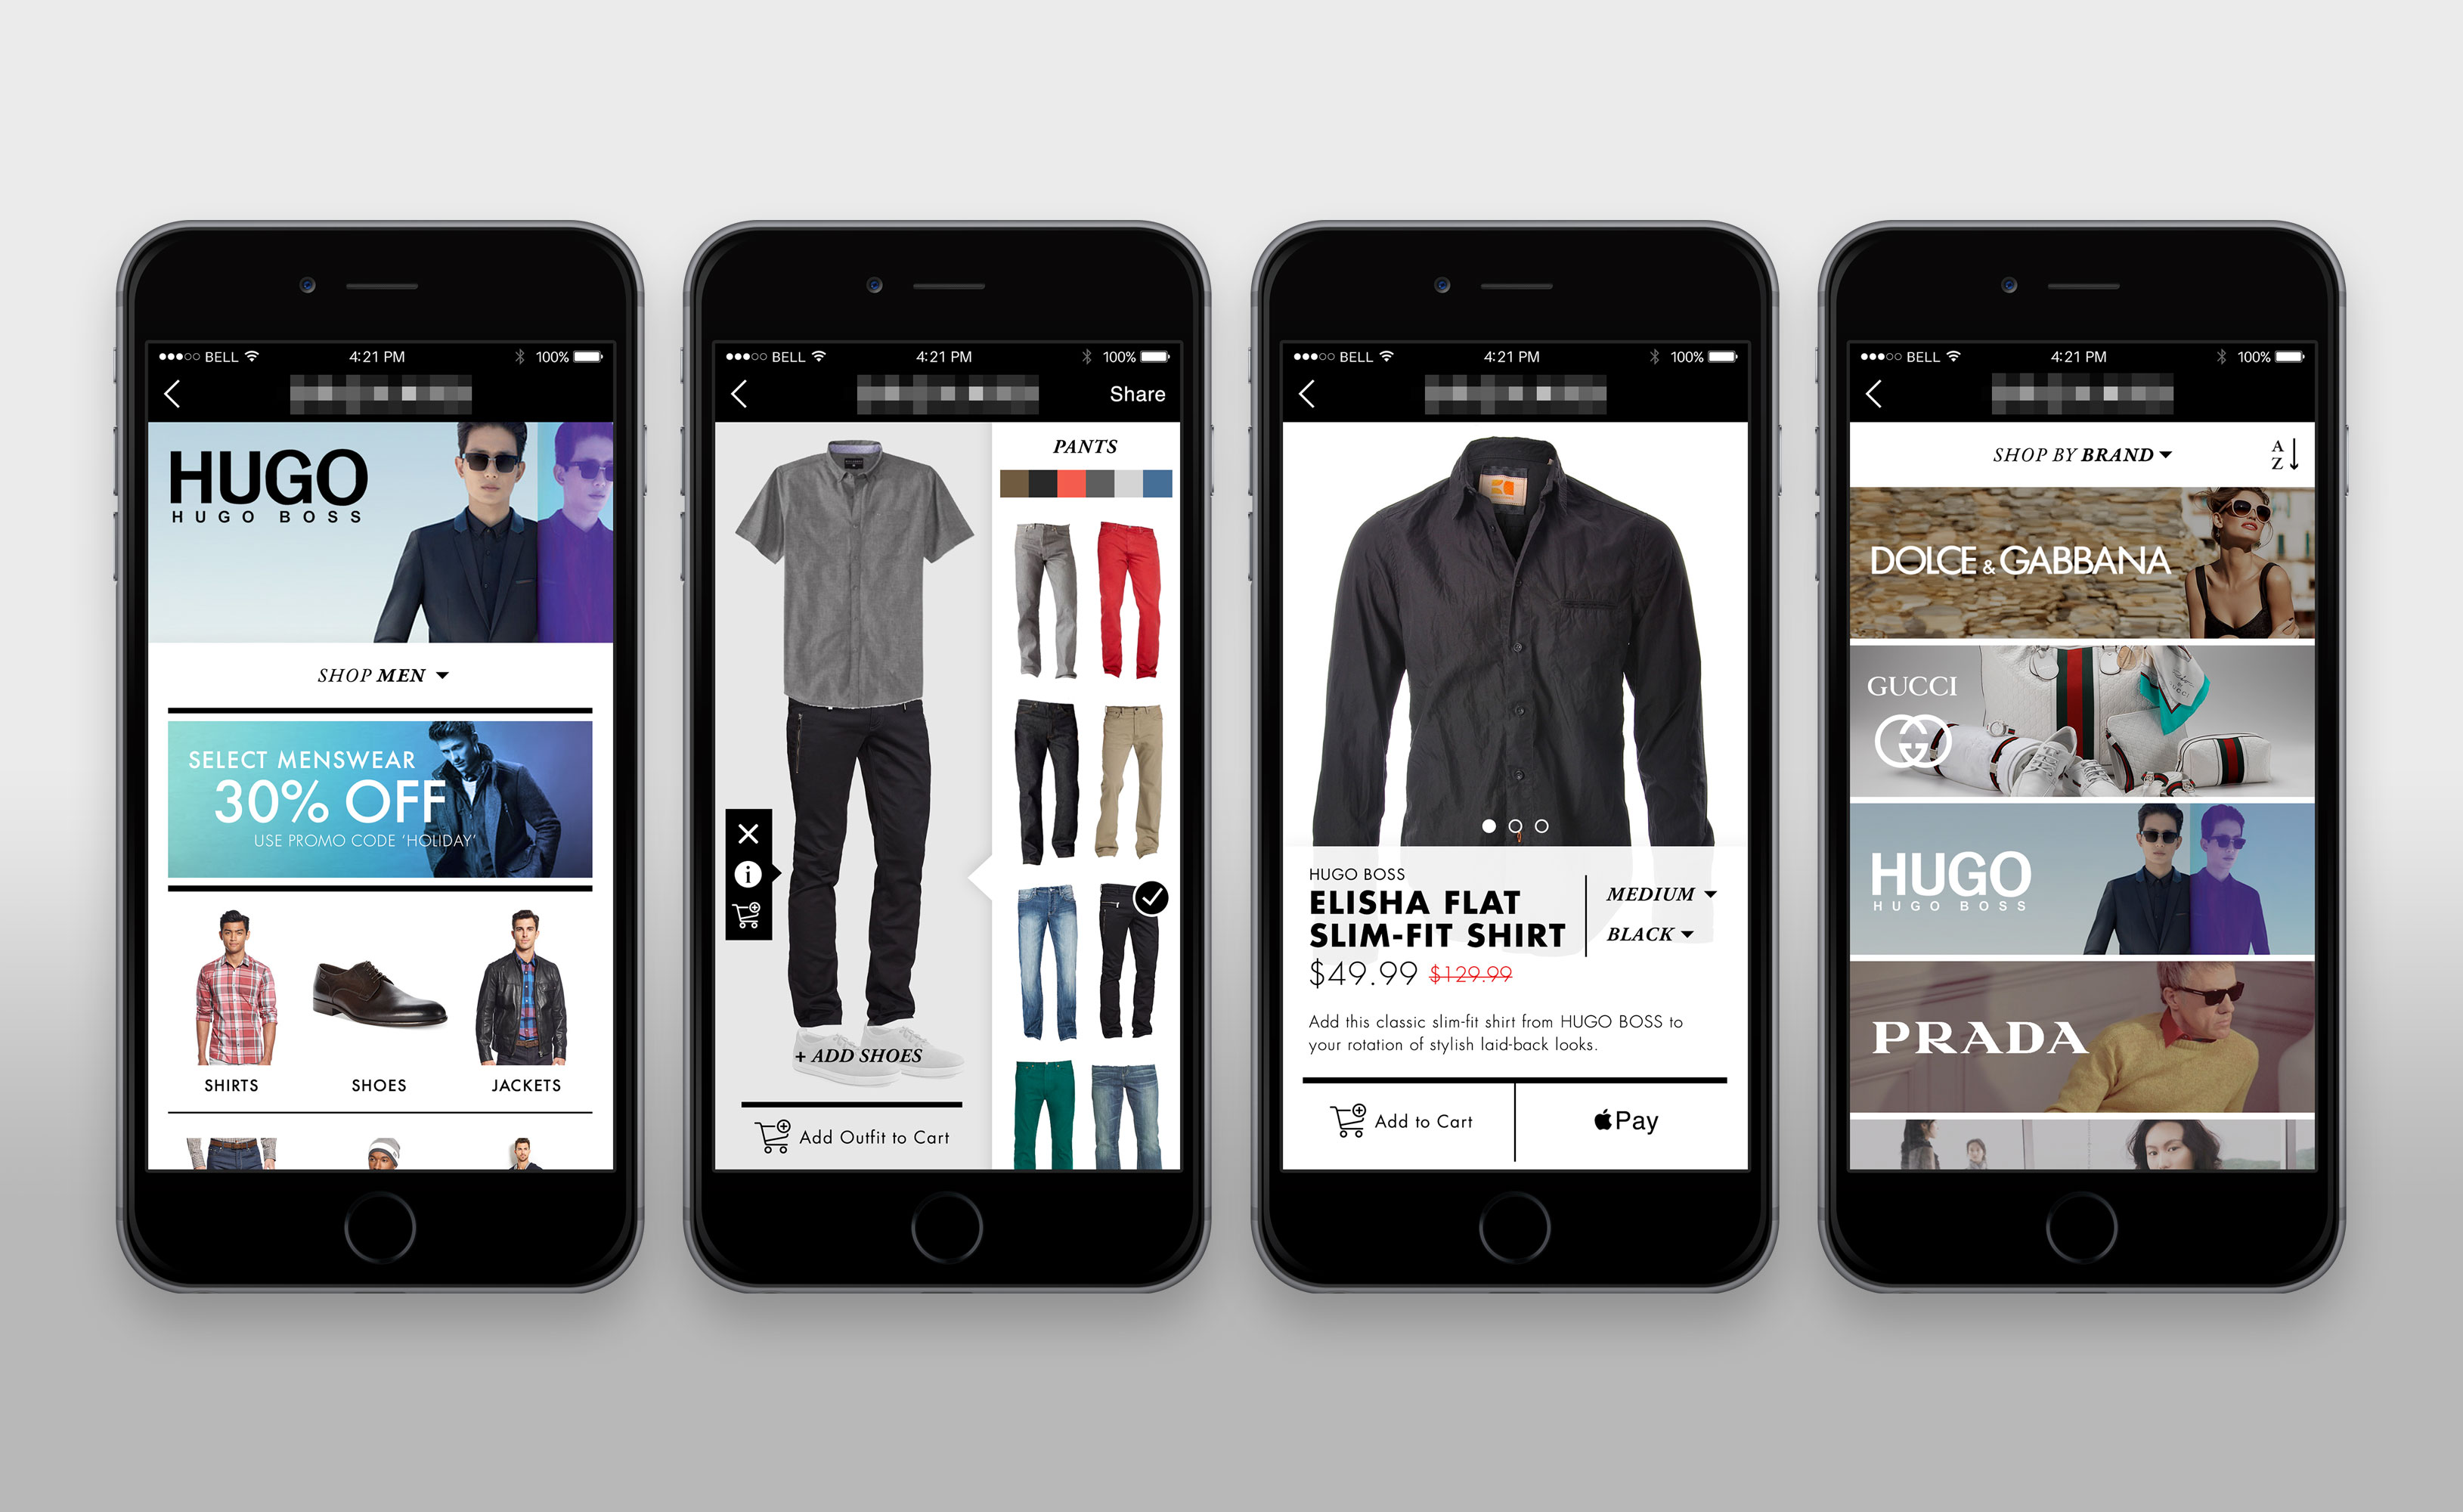 BELL 4:21 PM 100%
HUGO
HUGO BOSS
SHOP MEN
SELECT MENSWEAR
30% OFF
USE PROMO CODE 'HOLIDAY'
SHIRTS SHOES JACKETS
BELL 4:21 PM 100%
Share
PANTS
i
+ ADD SHOES
Add Outfit to Cart
BELL 4:21 PM 100%
HUGO BOSS
ELISHA FLAT
SLIM-FIT SHIRT
MEDIUM
BLACK
$49.99 $129.99
Add this classic slim-fit shirt from HUGO BOSS to
your rotation of stylish laid-back looks.
Add to Cart
Pay
BELL 4:21 PM 100%
SHOP BY BRAND
A
Z
DOLCE & GABBANA
GUCCI
HUGO
HUGO BOSS
PRADA